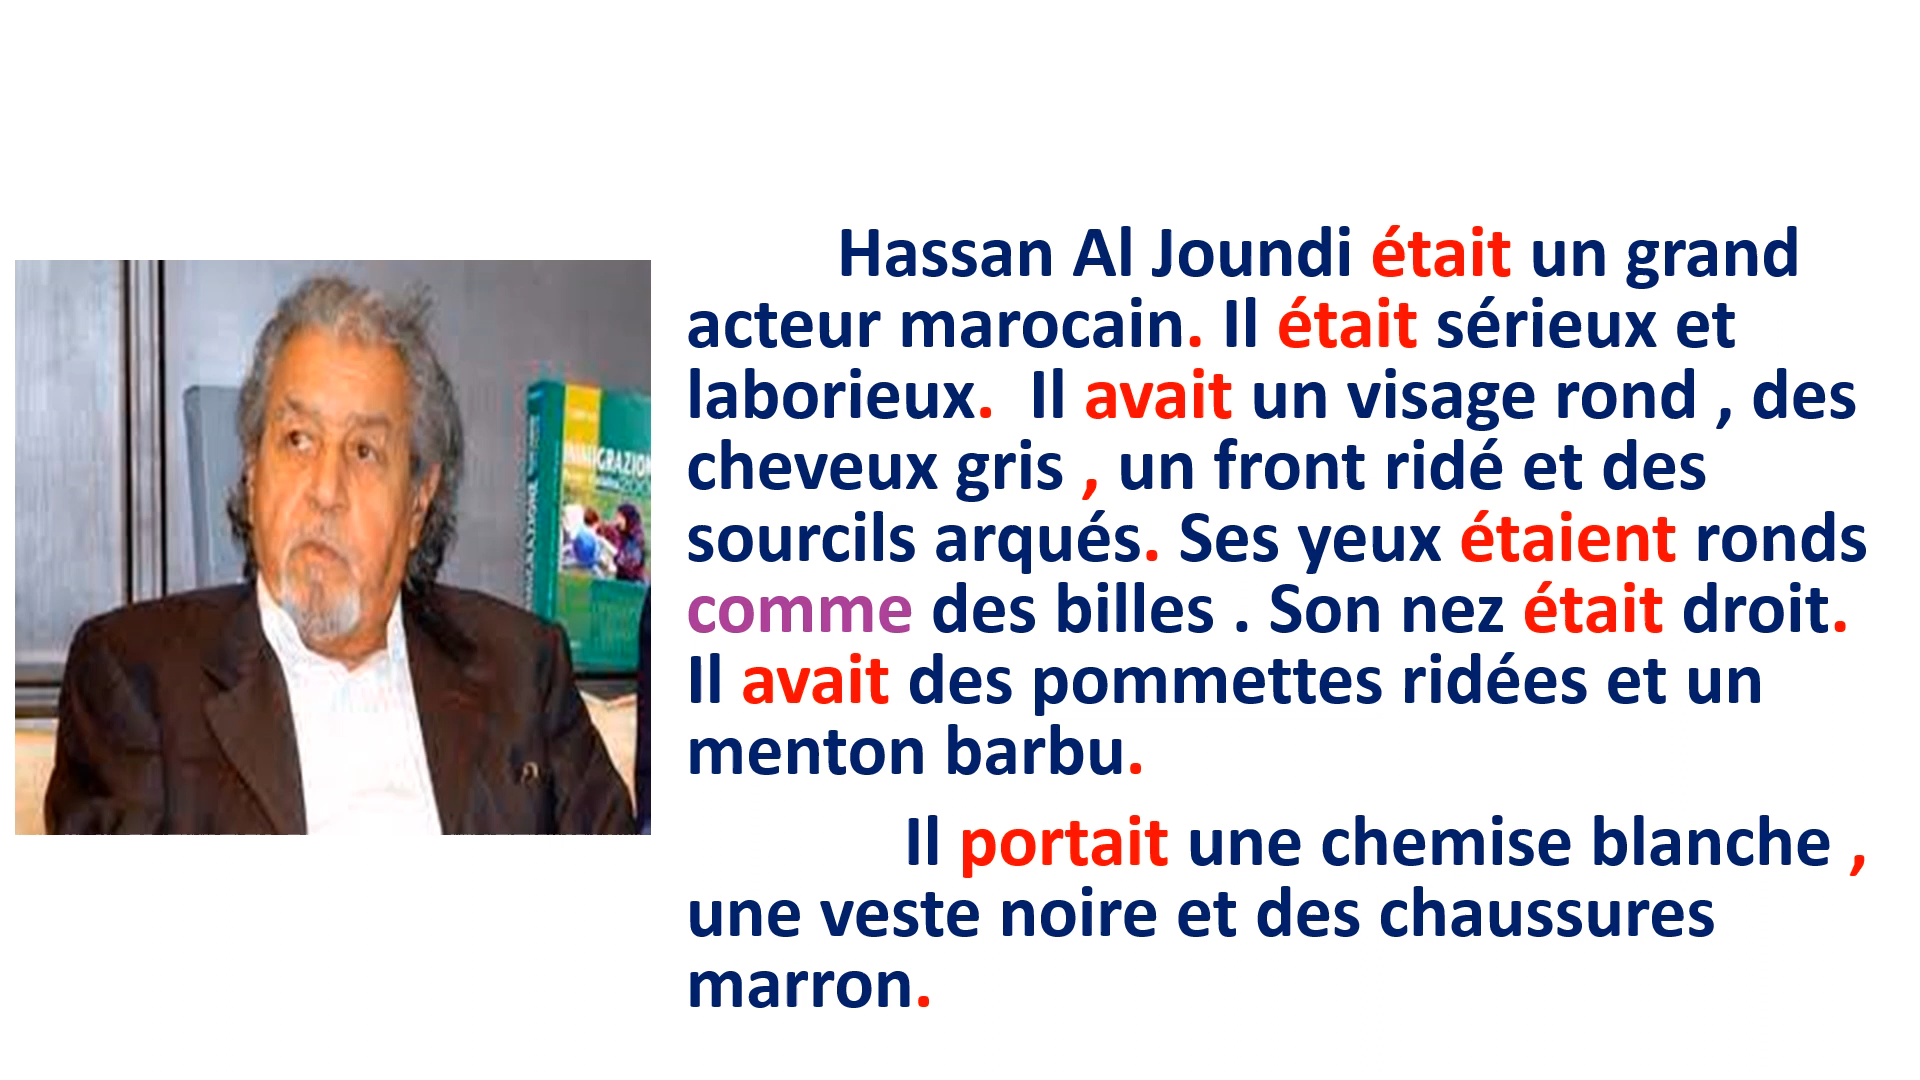 Hassan Al Joundi était un grand
acteur marocain. Il était sérieux et
laborieux.  Il avait un visage rond , des
cheveux gris , un front ridé et des
sourcils arqués. Ses yeux étaient ronds
comme des billes . Son nez était droit.
Il avait des pommettes ridées et un
menton barbu.
Il portait une chemise blanche ,
une veste noire et des chaussures
marron.